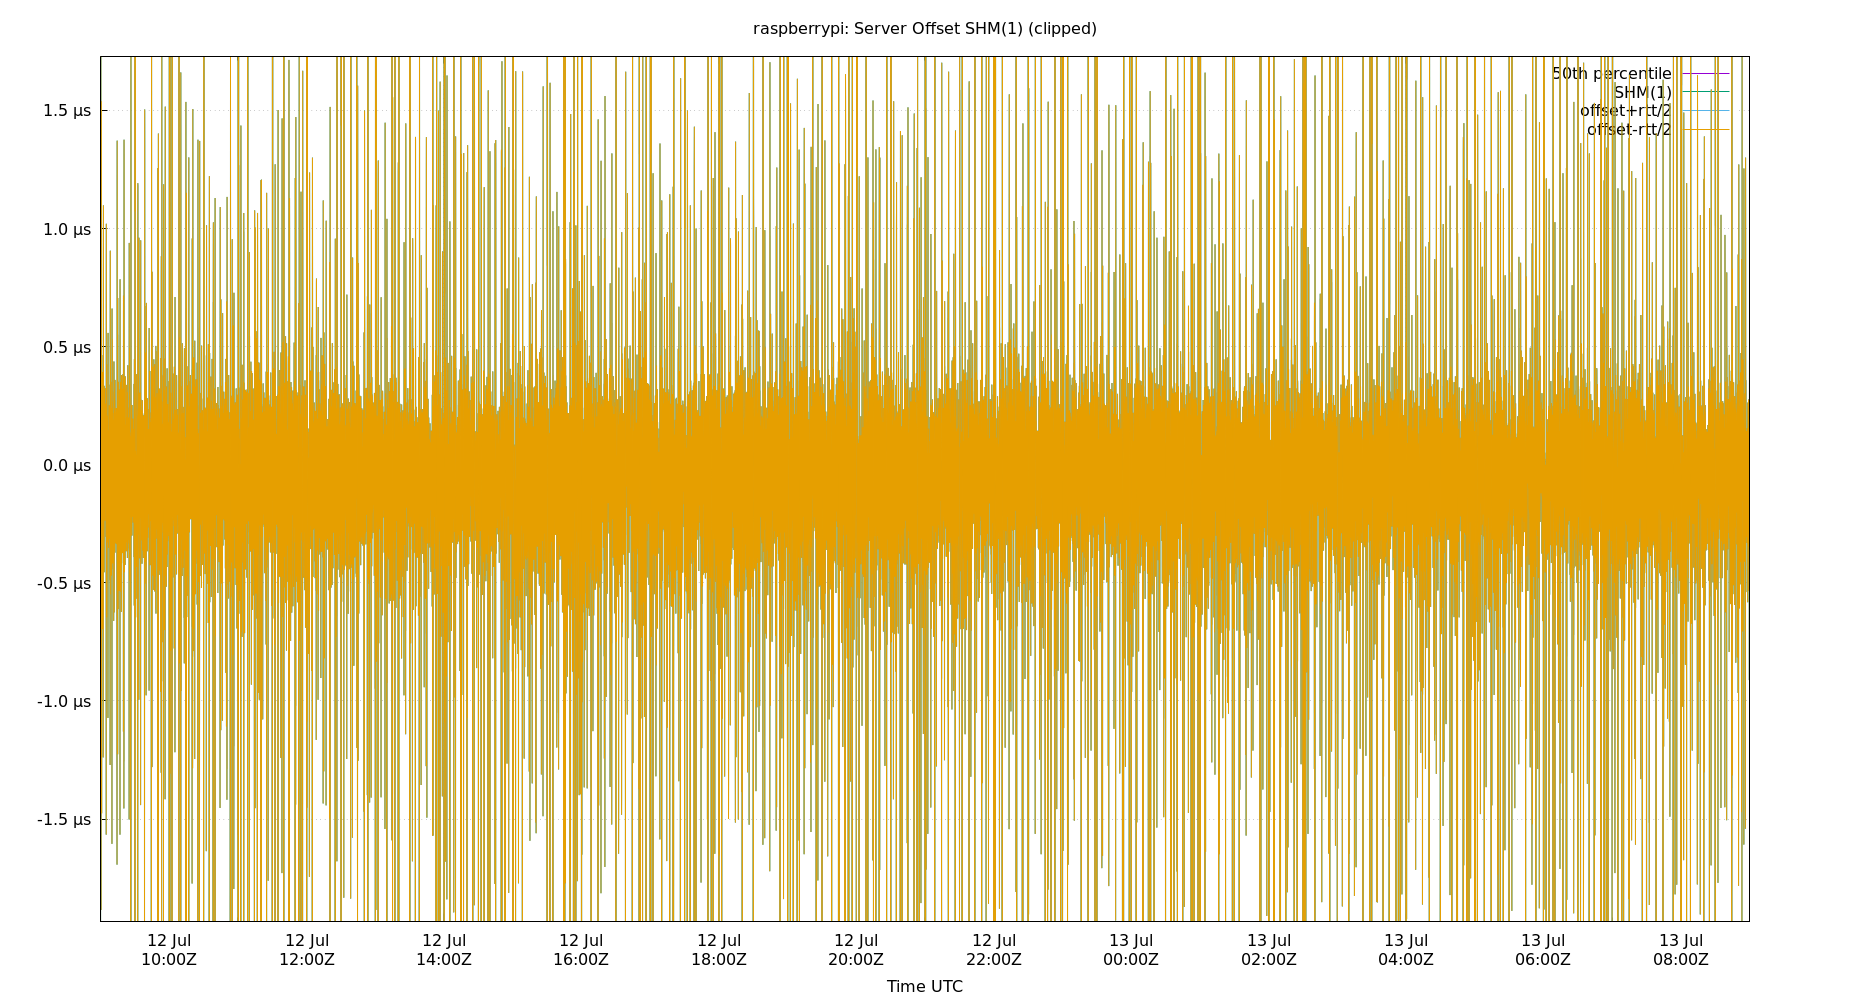 raspberrypi: Server Offset SHM(1) (clipped)
50th percentile
SHM(1)
offset+rtt/2
offset-rtt/2
1.5 µs
1.0 µs
0.5 µs
0.0 µs
-0.5 µs
-1.0 µs
-1.5 µs
12 Jul 12 Jul 12 Jul 12 Jul 12 Jul 12 Jul 12 Jul 13 Jul 13 Jul 13 Jul 13 Jul 13 Jul
10:00Z 12:00Z 14:00Z 16:00Z 18:00Z 20:00Z 22:00Z 00:00Z 02:00Z 04:00Z 06:00Z 08:00Z
Time UTC